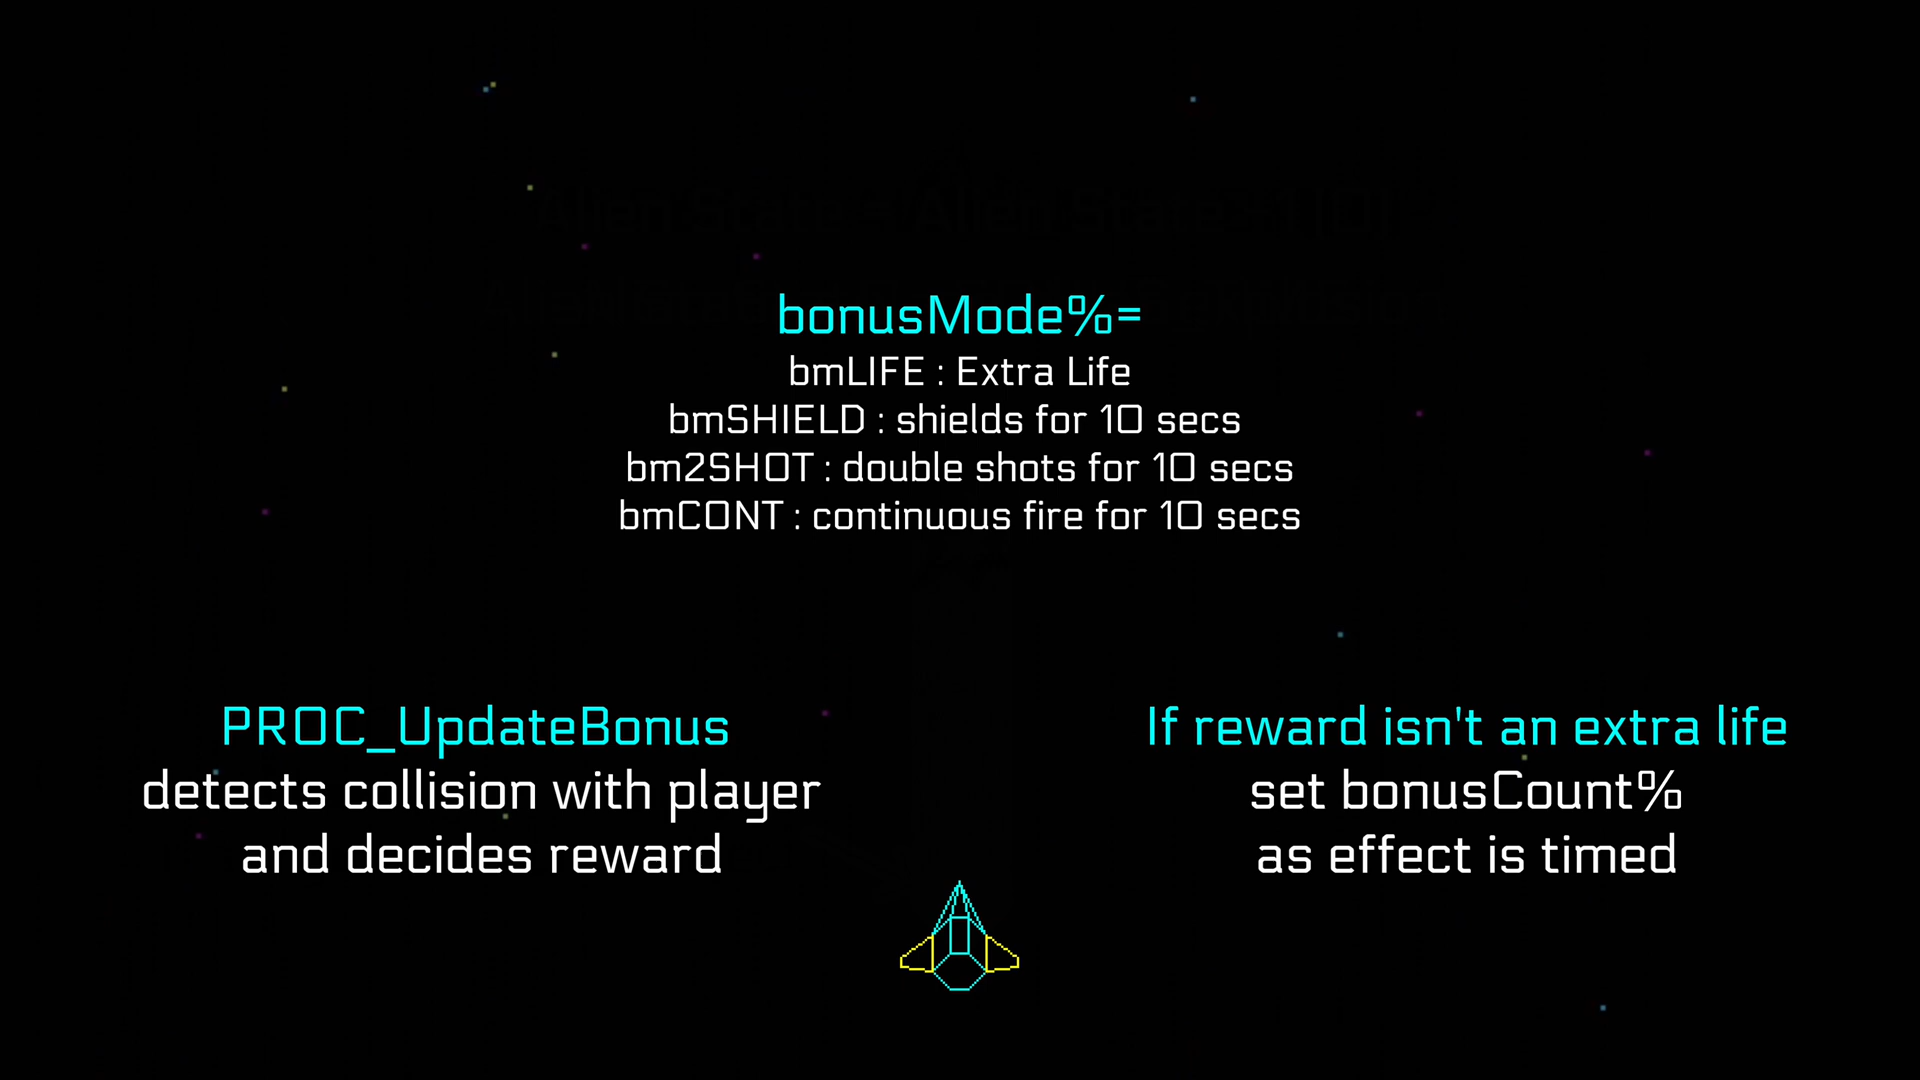 bonusMode%=
bmLIFE : Extra Life
bmSHIELD : shields for 10 secs
bm2SHOT : double shots for 10 secs
bmCONT : continuous fire for 10 secs
PROC_UpdateBonus
detects collision with player
and decides reward
If reward isn't an extra life
set bonusCount%
as effect is timed